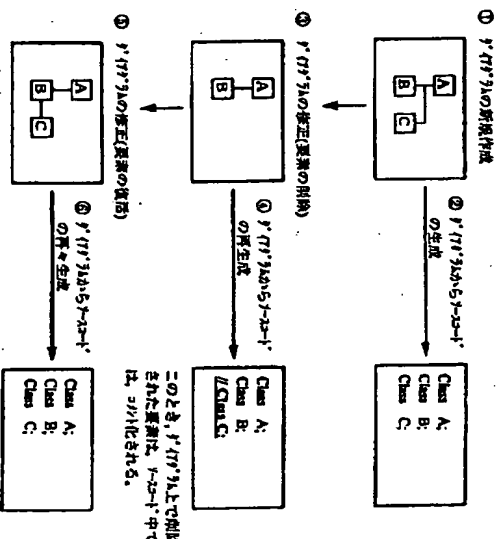 ① ダイアグラムの新規作成
A
B
C
② ダイアグラムからソースコード
の生成
Class A;
Class B;
Class C;
③ ダイアグラムの修正(要素の削除)
A
B
④ ダイアグラムからソースコード
の再生成
Class A;
Class B;
// Class C;
このとき、ダイアグラム上で削除
された要素は、ソースコード中で
は、コメント化される。
⑤ ダイアグラムの修正(要素の復活)
A
B
C
⑥ ダイアグラムからソースコード
の再々生成
Class A;
Class B;
Class C;